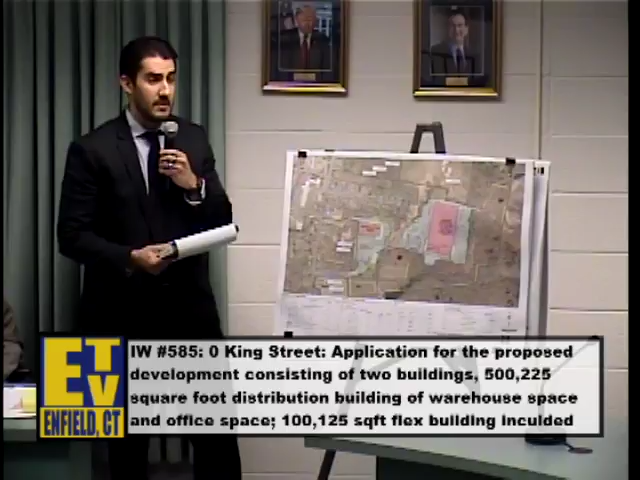 ETV
ENFIELD, CT
IW #585: 0 King Street: Application for the proposed
development consisting of two buildings, 500,225
square foot distribution building of warehouse space
and office space; 100,125 sqft flex building inculded